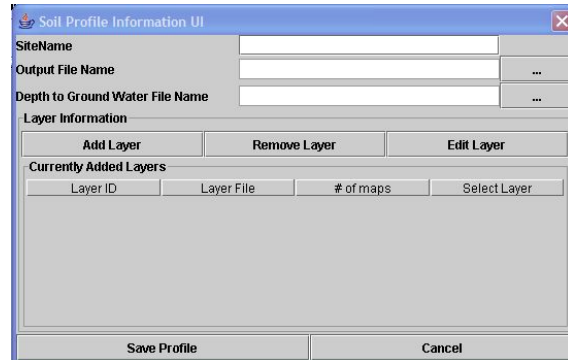 Soil Profile Information UI
SiteName
Output File Name ...
Depth to Ground Water File Name ...
Layer Information
Add Layer Remove Layer Edit Layer
Currently Added Layers
Layer ID Layer File # of maps Select Layer
Save Profile Cancel